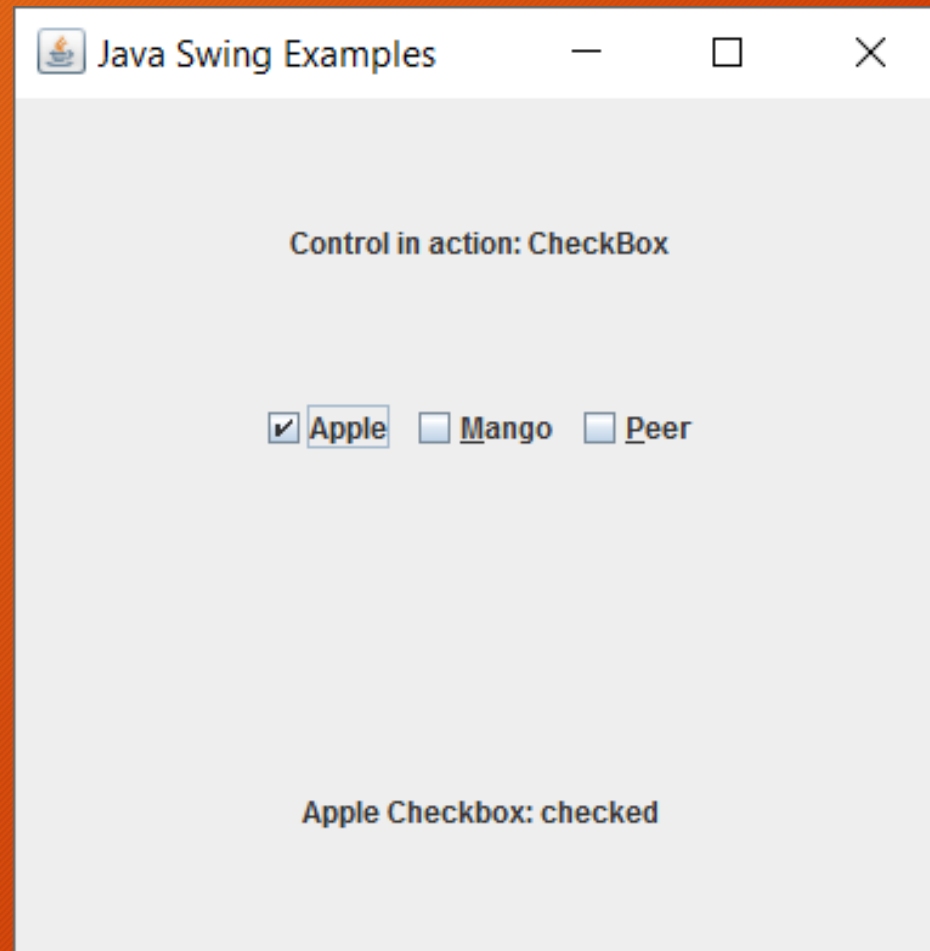 Java Swing Examples
Control in action: CheckBox
Apple Mango Peer
Apple Checkbox: checked